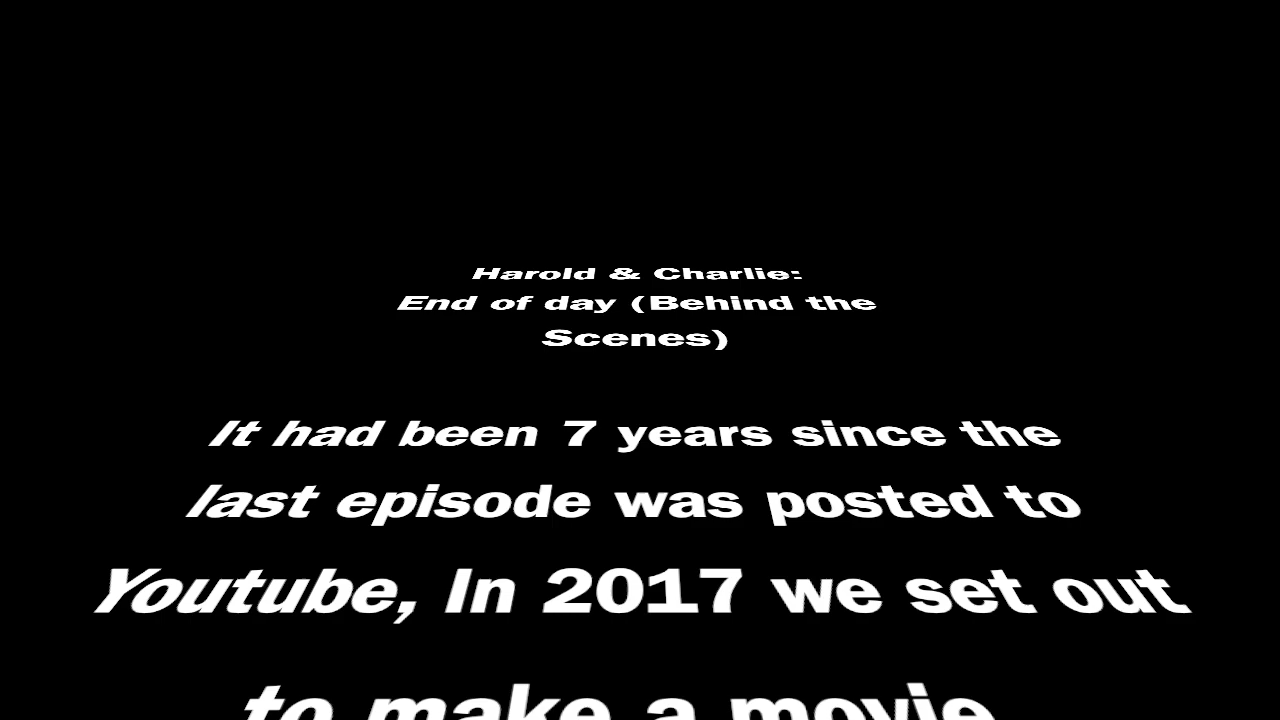 Harold & Charlie:
End of day (Behind the
Scenes)
It had been 7 years since the
last episode was posted to
Youtube, In 2017 we set out
to make a movie